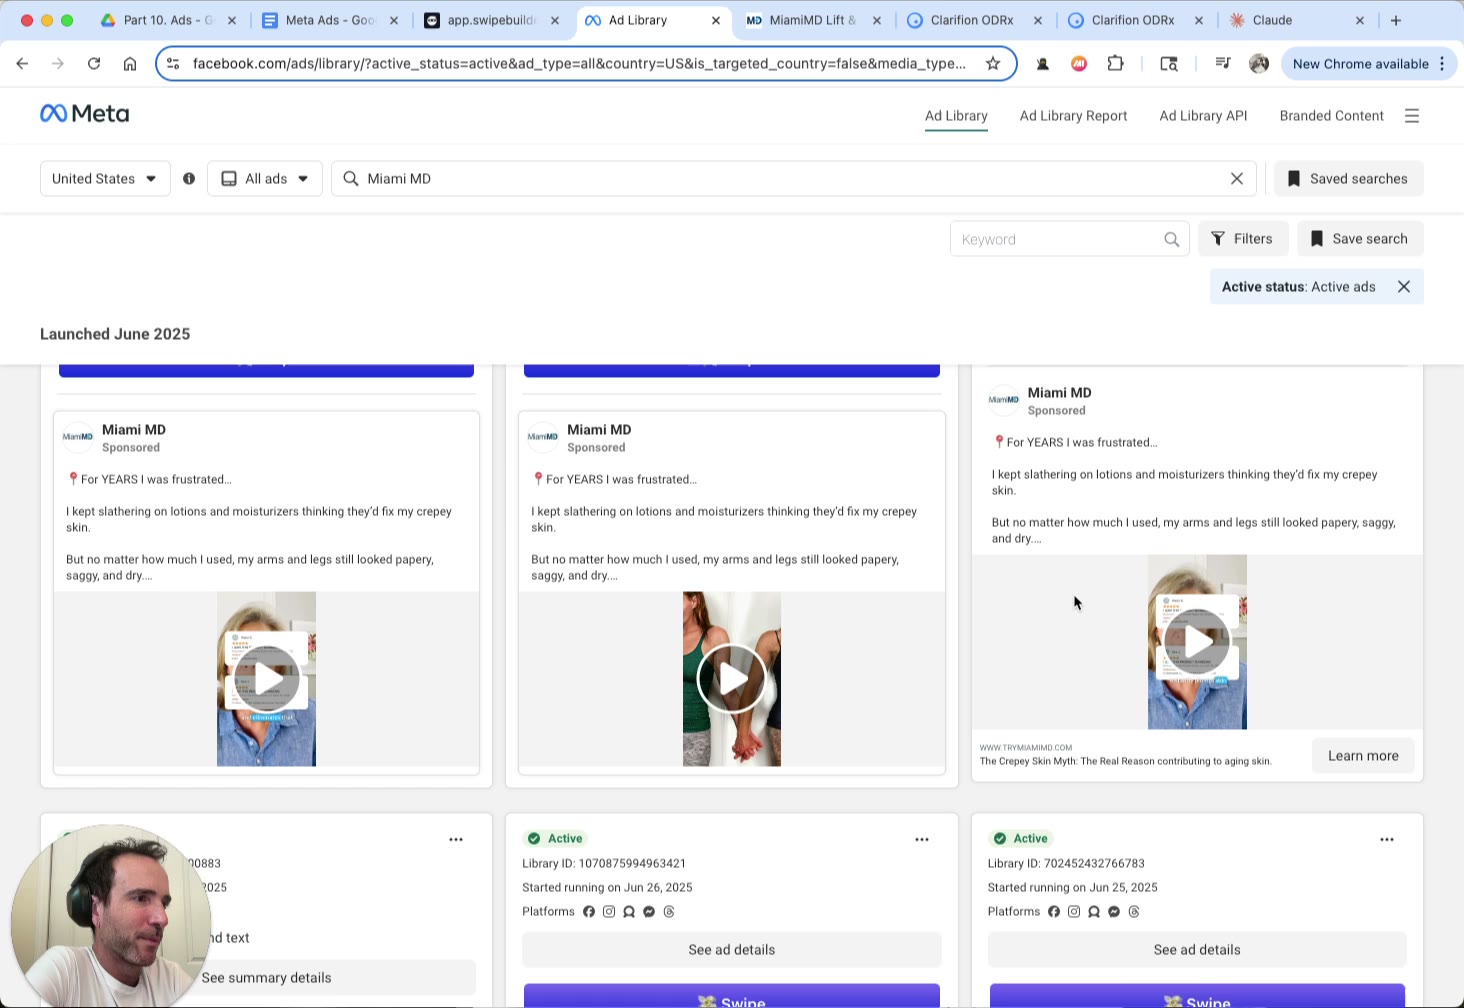 Part 10. Ads - G
Meta Ads - Goo
app.swipebuilde
Ad Library
MD MiamiMD Lift &
Clarifion ODRx
Clarifion ODRx
Claude
facebook.com/ads/library/?active_status=active&ad_type=all&country=US&is_targeted_country=false&media_type...
New Chrome available
Meta
Ad Library
Ad Library Report
Ad Library API
Branded Content
United States
All ads
Miami MD
Saved searches
Keyword
Filters
Save search
Active status: Active ads
Launched June 2025
MiamiMD
Miami MD
Sponsored
📍For YEARS I was frustrated...
I kept slathering on lotions and moisturizers thinking they'd fix my crepey
skin.
But no matter how much I used, my arms and legs still looked papery,
saggy, and dry....
MiamiMD
Miami MD
Sponsored
📍For YEARS I was frustrated...
I kept slathering on lotions and moisturizers thinking they'd fix my crepey
skin.
But no matter how much I used, my arms and legs still looked papery,
saggy, and dry....
MiamiMD
Miami MD
Sponsored
📍For YEARS I was frustrated...
I kept slathering on lotions and moisturizers thinking they'd fix my crepey
skin.
But no matter how much I used, my arms and legs still looked papery, saggy,
and dry....
WWW.TRYMIAMIMD.COM
The Crepey Skin Myth: The Real Reason contributing to aging skin.
Learn more
00883
2025
nd text
See summary details
Active
Library ID: 1070875994963421
Started running on Jun 26, 2025
Platforms
See ad details
Swipe
Active
Library ID: 702452432766783
Started running on Jun 25, 2025
Platforms
See ad details
Swipe